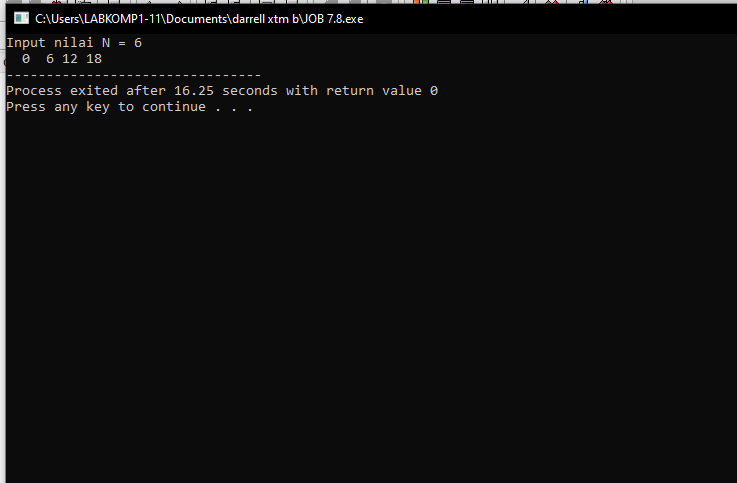 C:\Users\LABKOMP1-11\Documents\darrell xtm b\JOB 7.8.exe
Input nilai N = 6
  0  6 12 18
--------------------------------
Process exited after 16.25 seconds with return value 0
Press any key to continue . . .